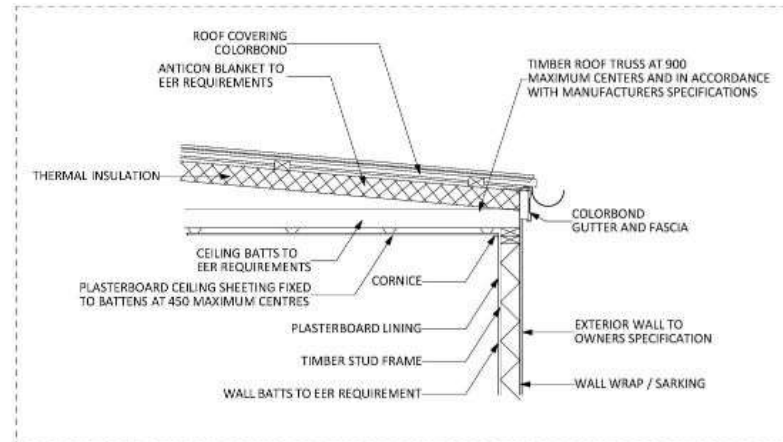 ROOF COVERING
COLORBOND
ANTICON BLANKET TO
EER REQUIREMENTS
TIMBER ROOF TRUSS AT 900
MAXIMUM CENTERS AND IN ACCORDANCE
WITH MANUFACTURERS SPECIFICATIONS
THERMAL INSULATION
COLORBOND
GUTTER AND FASCIA
CEILING BATTS TO
EER REQUIREMENTS
PLASTERBOARD CEILING SHEETING FIXED
TO BATTENS AT 450 MAXIMUM CENTRES
CORNICE
PLASTERBOARD LINING
EXTERIOR WALL TO
OWNERS SPECIFICATION
TIMBER STUD FRAME
WALL BATTS TO EER REQUIREMENT
WALL WRAP / SARKING